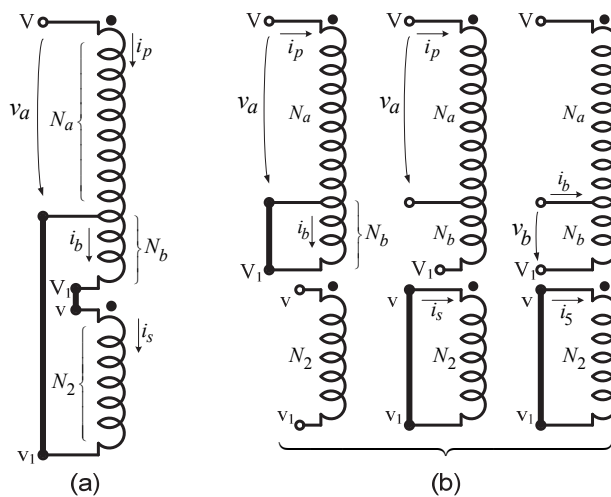 V
i_p
v_a
N_a
i_b
N_b
V_1
v
i_s
N_2
v_1
(a)
V
i_p
v_a
N_a
i_b
N_b
V_1
v
N_2
v_1
V
i_p
v_a
N_a
N_b
V_1
v
i_s
N_2
v_1
V
N_a
i_b
v_b
N_b
V_1
v
i_5
N_2
v_1
(b)